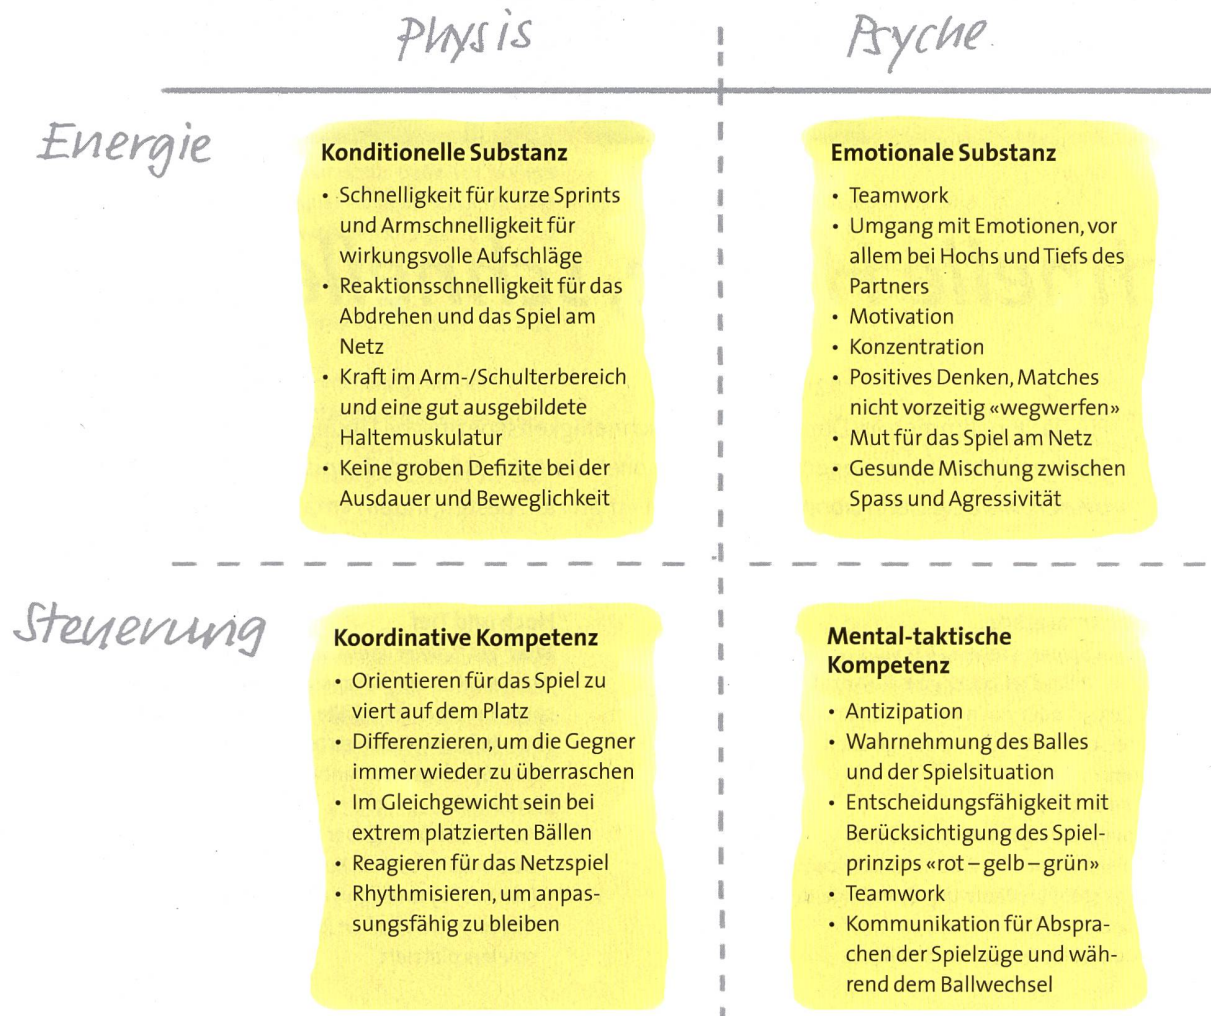 Physis
Psyche
Energie
Konditionelle Substanz
• Schnelligkeit für kurze Sprints
und Armschnelligkeit für
wirkungsvolle Aufschläge
• Reaktionsschnelligkeit für das
Abdrehen und das Spiel am
Netz
• Kraft im Arm-/Schulterbereich
und eine gut ausgebildete
Haltemuskulatur
• Keine groben Defizite bei der
Ausdauer und Beweglichkeit
Emotionale Substanz
• Teamwork
• Umgang mit Emotionen, vor
allem bei Hochs und Tiefs des
Partners
• Motivation
• Konzentration
• Positives Denken, Matches
nicht vorzeitig «wegwerfen»
• Mut für das Spiel am Netz
• Gesunde Mischung zwischen
Spass und Agressivität
Steuerung
Koordinative Kompetenz
• Orientieren für das Spiel zu
viert auf dem Platz
• Differenzieren, um die Gegner
immer wieder zu überraschen
• Im Gleichgewicht sein bei
extrem platzierten Bällen
• Reagieren für das Netzspiel
• Rhythmisieren, um anpas-
sungsfähig zu bleiben
Mental-taktische
Kompetenz
• Antizipation
• Wahrnehmung des Balles
und der Spielsituation
• Entscheidungsfähigkeit mit
Berücksichtigung des Spiel-
prinzips «rot – gelb – grün»
• Teamwork
• Kommunikation für Abspra-
chen der Spielzüge und wäh-
rend dem Ballwechsel